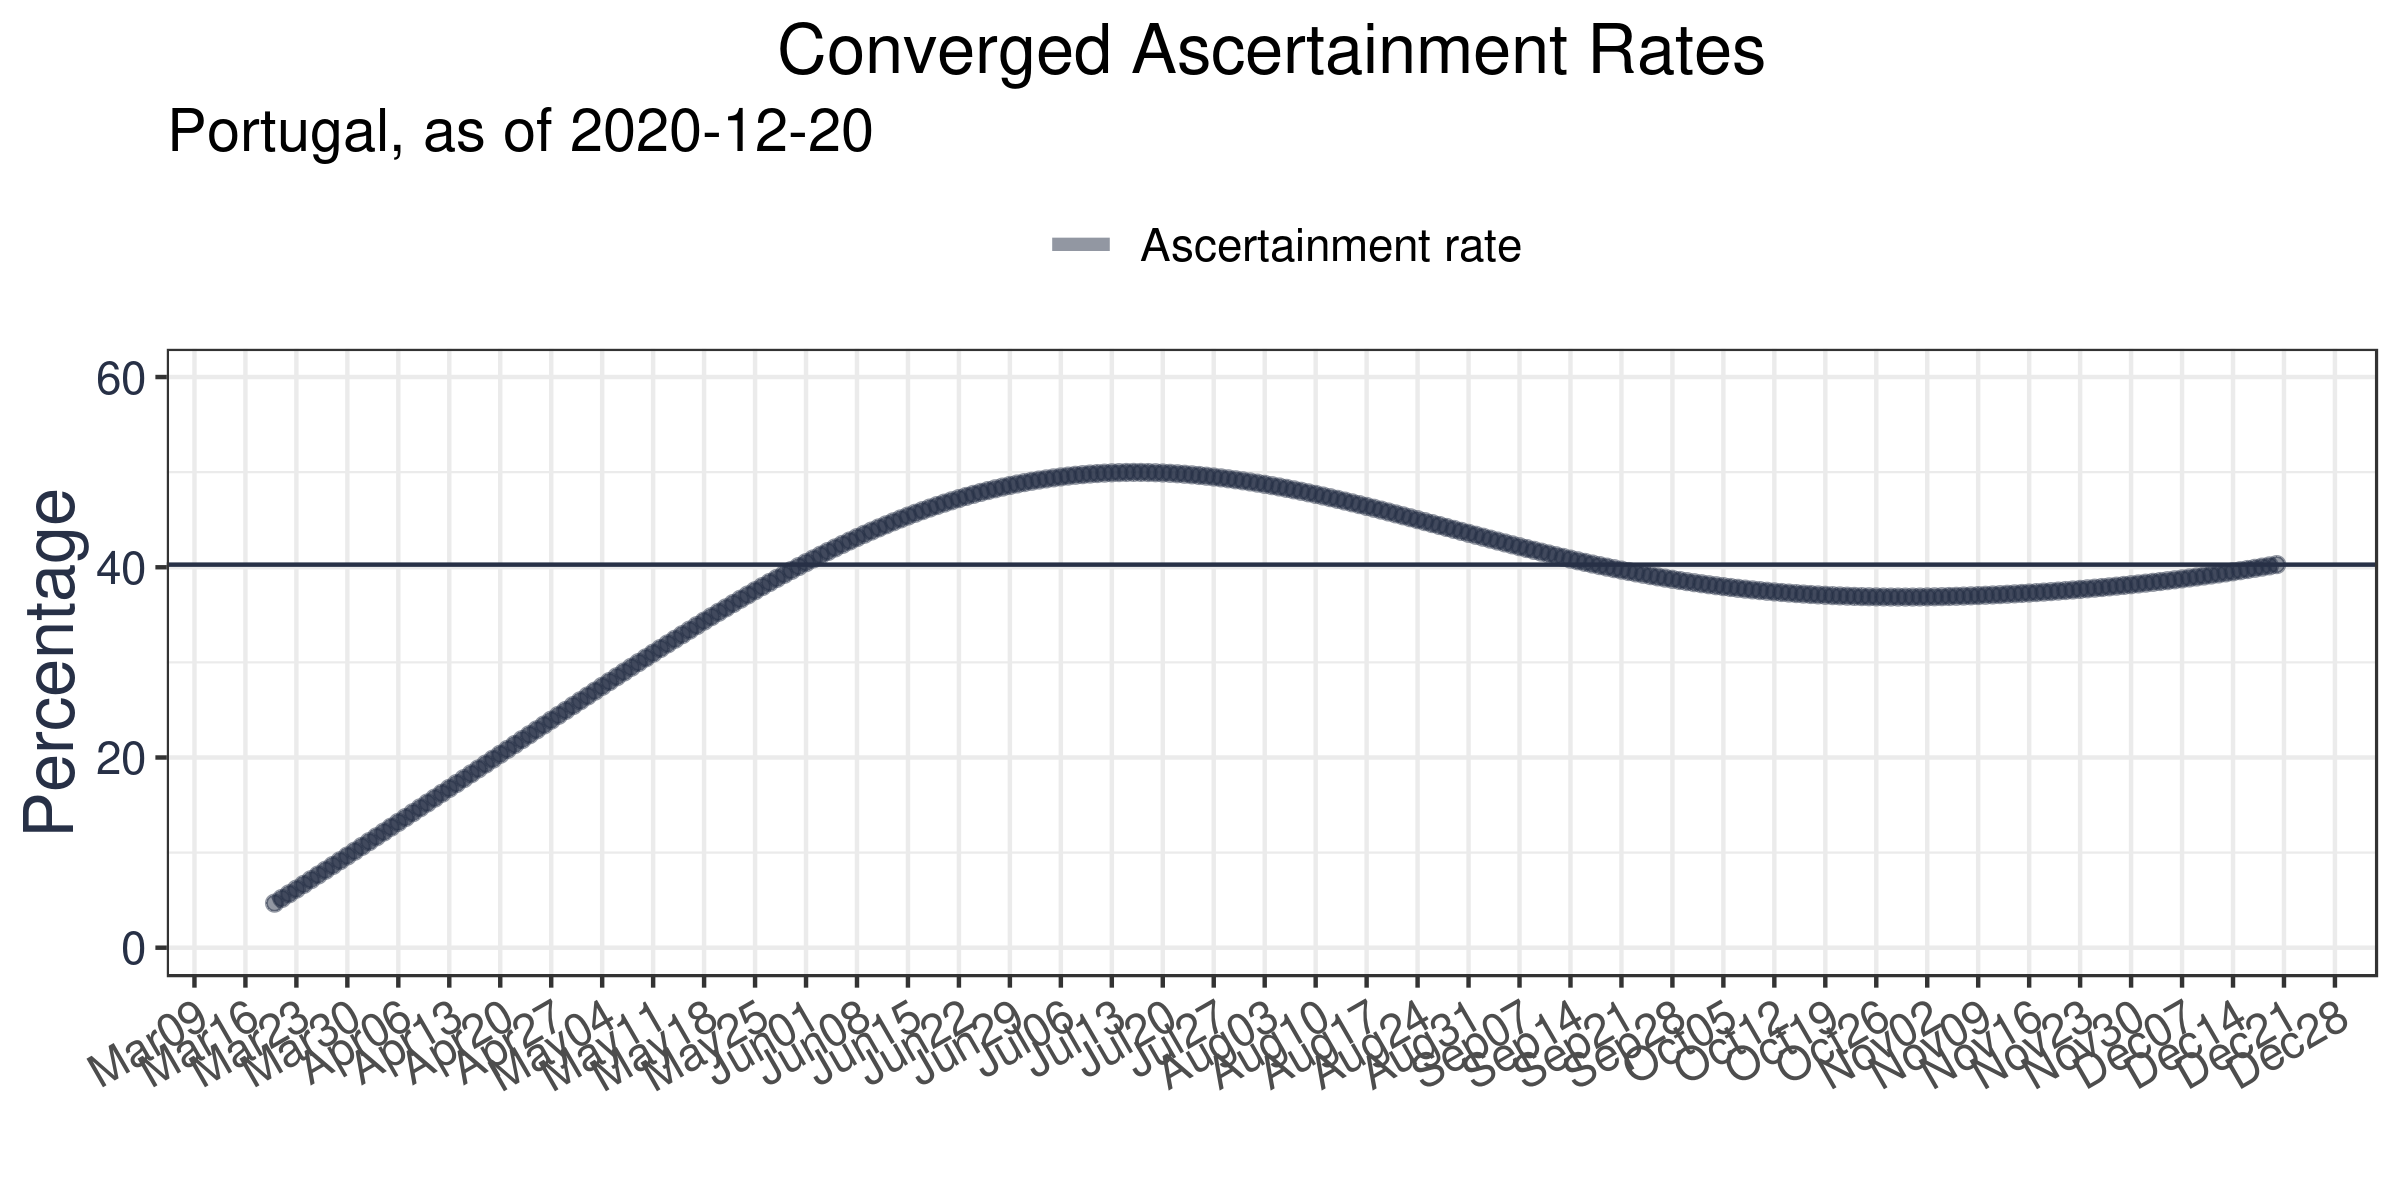 Converged Ascertainment Rates
Portugal, as of 2020-12-20
Ascertainment rate
Percentage
60
40
20
0
Mar09 Mar16 Mar23 Mar30 Apr06 Apr13 Apr20 Apr27 May04 May11 May18 May25 Jun01 Jun08 Jun15 Jun22 Jun29 Jul06 Jul13 Jul20 Jul27 Aug03 Aug10 Aug17 Aug24 Aug31 Sep07 Sep14 Sep21 Sep28 Oct05 Oct12 Oct19 Oct26 Nov02 Nov09 Nov16 Nov23 Nov30 Dec07 Dec14 Dec21 Dec28